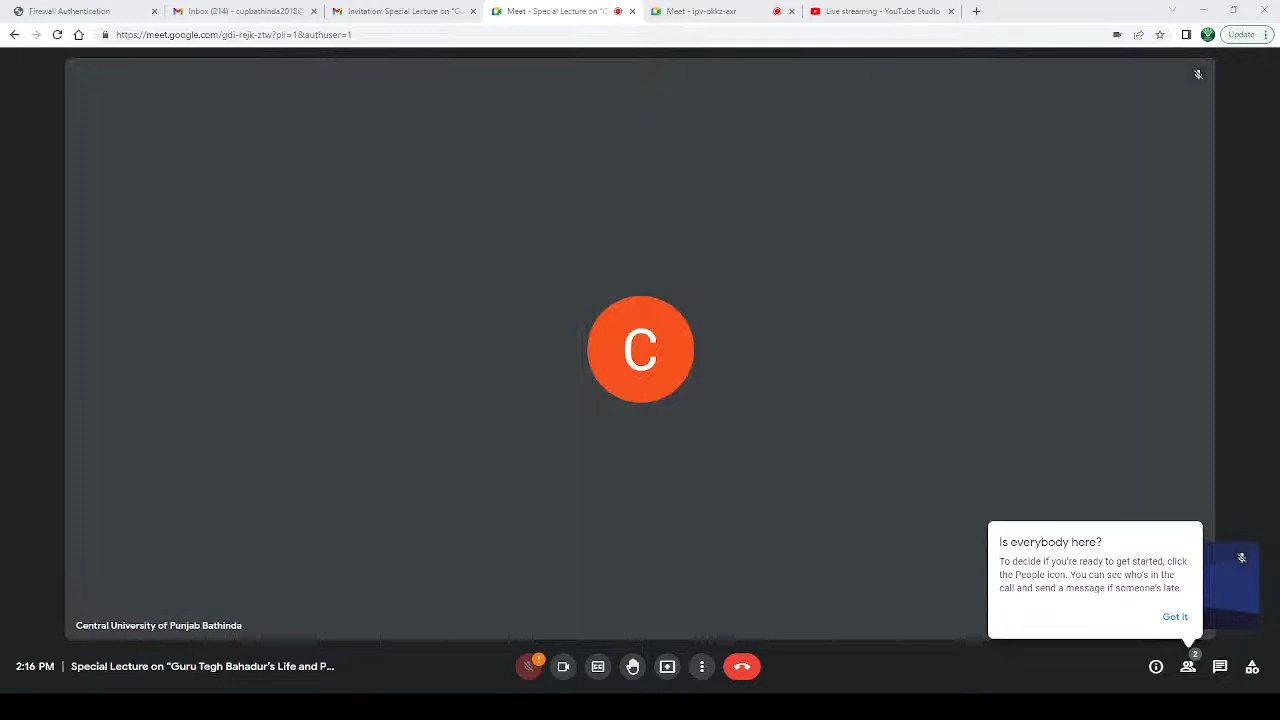 Firewall Authentication
Inbox (214) - cupbathinda2018@
Invitation: Special Lecture on "Gu
Meet - Special Lecture on "G
Meet - ipv-okkz-axr
Live streaming - YouTube Studio
https://meet.google.com/gdi-rejk-ztw?pli=1&authuser=1
Update
C
Is everybody here?
To decide if you're ready to get started, click
the People icon. You can see who's in the
call and send a message if someone's late.
Got it
Central University of Punjab Bathinda
2:16 PM | Special Lecture on "Guru Tegh Bahadur's Life and P...
2